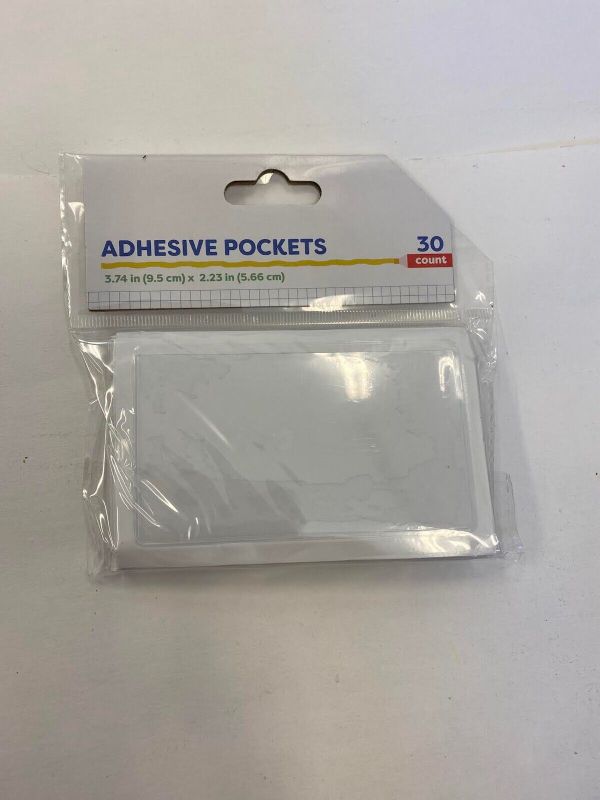 ADHESIVE POCKETS
30
count
3.74 in (9.5 cm) x 2.23 in (5.66 cm)